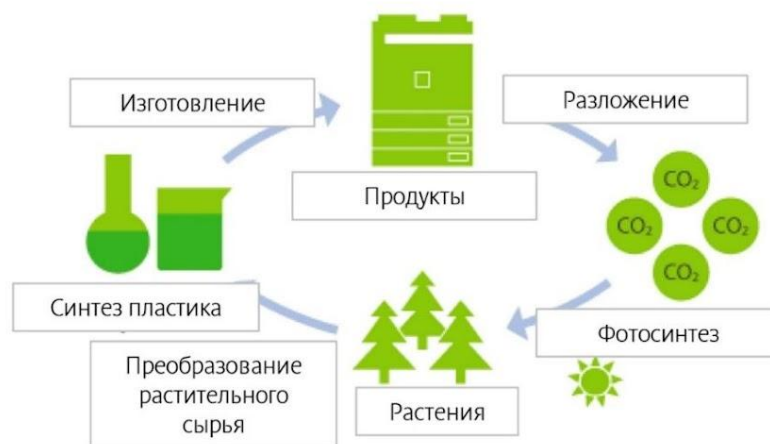 Изготовление
Разложение
Продукты
CO₂
CO₂
CO₂
CO₂
Синтез пластика
Фотосинтез
Преобразование
растительного
сырья
Растения